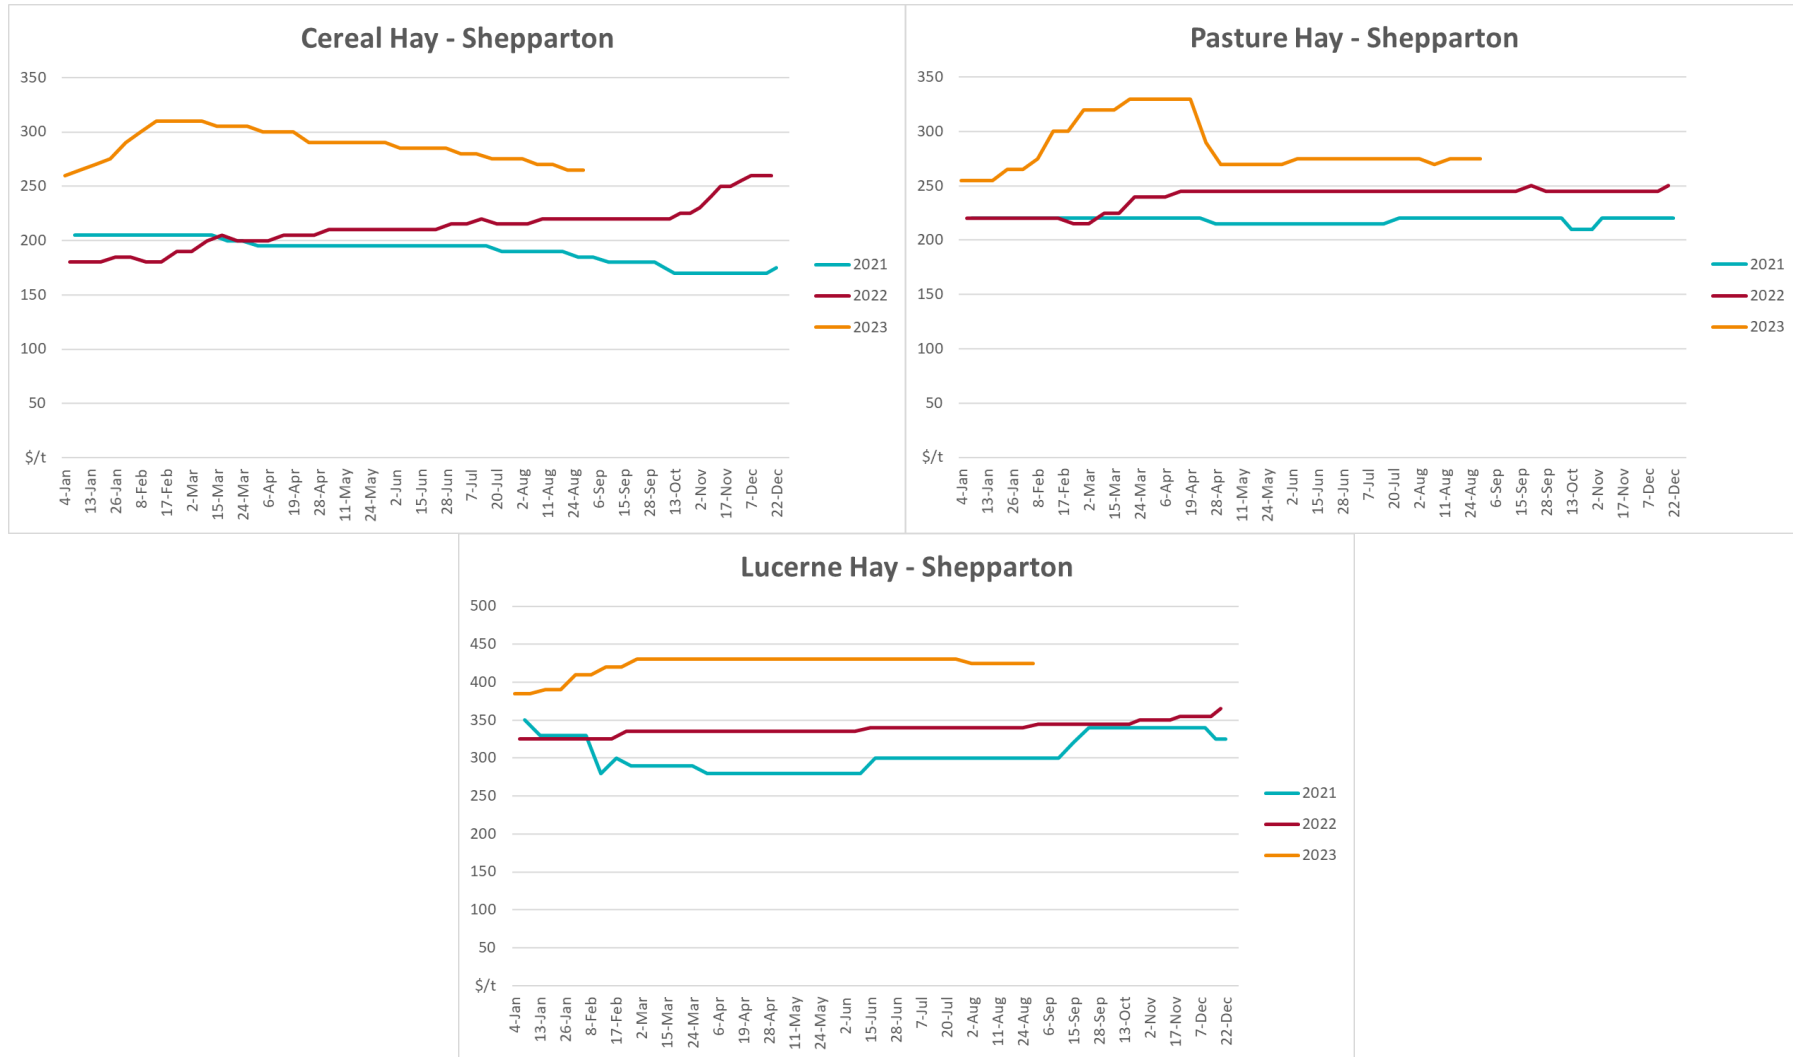 Cereal Hay - Shepparton
350
300
250
200
150
100
50
$/t
4-Jan
13-Jan
26-Jan
8-Feb
17-Feb
2-Mar
15-Mar
24-Mar
6-Apr
19-Apr
28-Apr
11-May
24-May
2-Jun
15-Jun
28-Jun
7-Jul
20-Jul
2-Aug
11-Aug
24-Aug
6-Sep
15-Sep
28-Sep
13-Oct
2-Nov
17-Nov
7-Dec
22-Dec
2021
2022
2023
Pasture Hay - Shepparton
350
300
250
200
150
100
50
$/t
4-Jan
13-Jan
26-Jan
8-Feb
17-Feb
2-Mar
15-Mar
24-Mar
6-Apr
19-Apr
28-Apr
11-May
24-May
2-Jun
15-Jun
28-Jun
7-Jul
20-Jul
2-Aug
11-Aug
24-Aug
6-Sep
15-Sep
28-Sep
13-Oct
2-Nov
17-Nov
7-Dec
22-Dec
2021
2022
2023
Lucerne Hay - Shepparton
500
450
400
350
300
250
200
150
100
50
$/t
4-Jan
13-Jan
26-Jan
8-Feb
17-Feb
2-Mar
15-Mar
24-Mar
6-Apr
19-Apr
28-Apr
11-May
24-May
2-Jun
15-Jun
28-Jun
7-Jul
20-Jul
2-Aug
11-Aug
24-Aug
6-Sep
15-Sep
28-Sep
13-Oct
2-Nov
17-Nov
7-Dec
22-Dec
2021
2022
2023